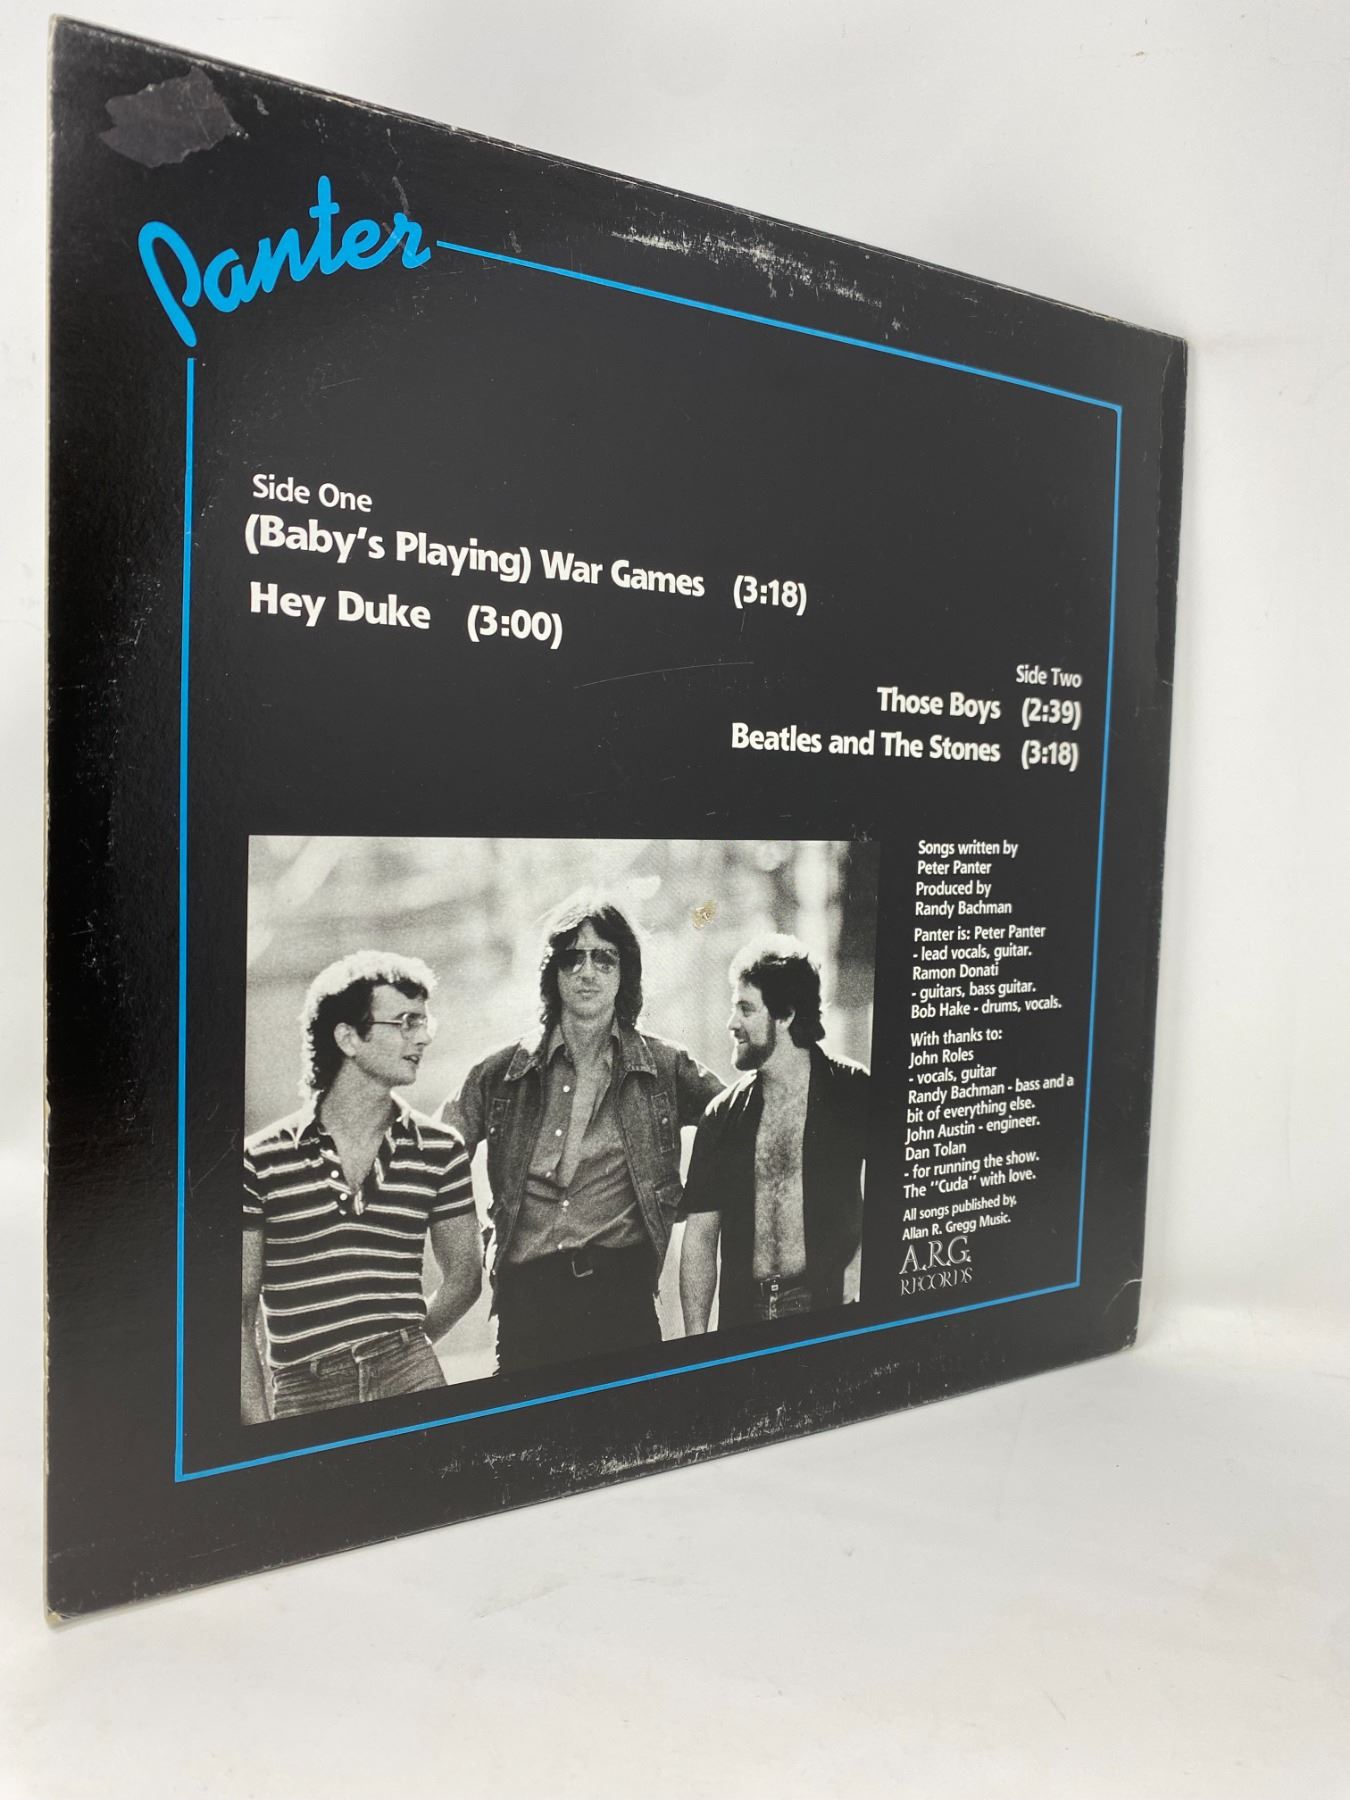 Panter
Side One
(Baby's Playing) War Games (3:18)
Hey Duke (3:00)
Side Two
Those Boys (2:39)
Beatles and The Stones (3:18)
Songs written by
Peter Panter
Produced by
Randy Bachman
Panter is: Peter Panter
- lead vocals, guitar.
Ramon Donati
- guitars, bass guitar.
Bob Hake - drums, vocals.
With thanks to:
John Roles
- vocals, guitar
Randy Bachman - bass and a
bit of everything else.
John Austin - engineer.
Dan Tolan
- for running the show.
The "Cuda" with love.
All songs published by,
Allan R. Gregg Music.
A.R.G.
RECORDS